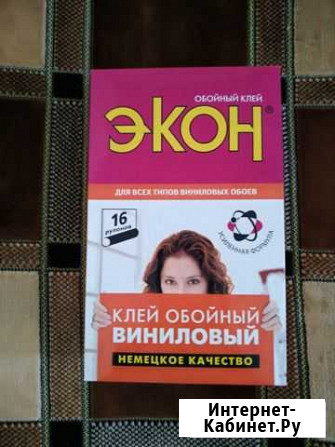 ОБОЙНЫЙ КЛЕЙ
ЭКОН®
ДЛЯ ВСЕХ ТИПОВ ВИНИЛОВЫХ ОБОЕВ
16
рулонов
УСИЛЕННАЯ ФОРМУЛА
КЛЕЙ ОБОЙНЫЙ
ВИНИЛОВЫЙ
НЕМЕЦКОЕ КАЧЕСТВО
Интернет-
Кабинет.Ру